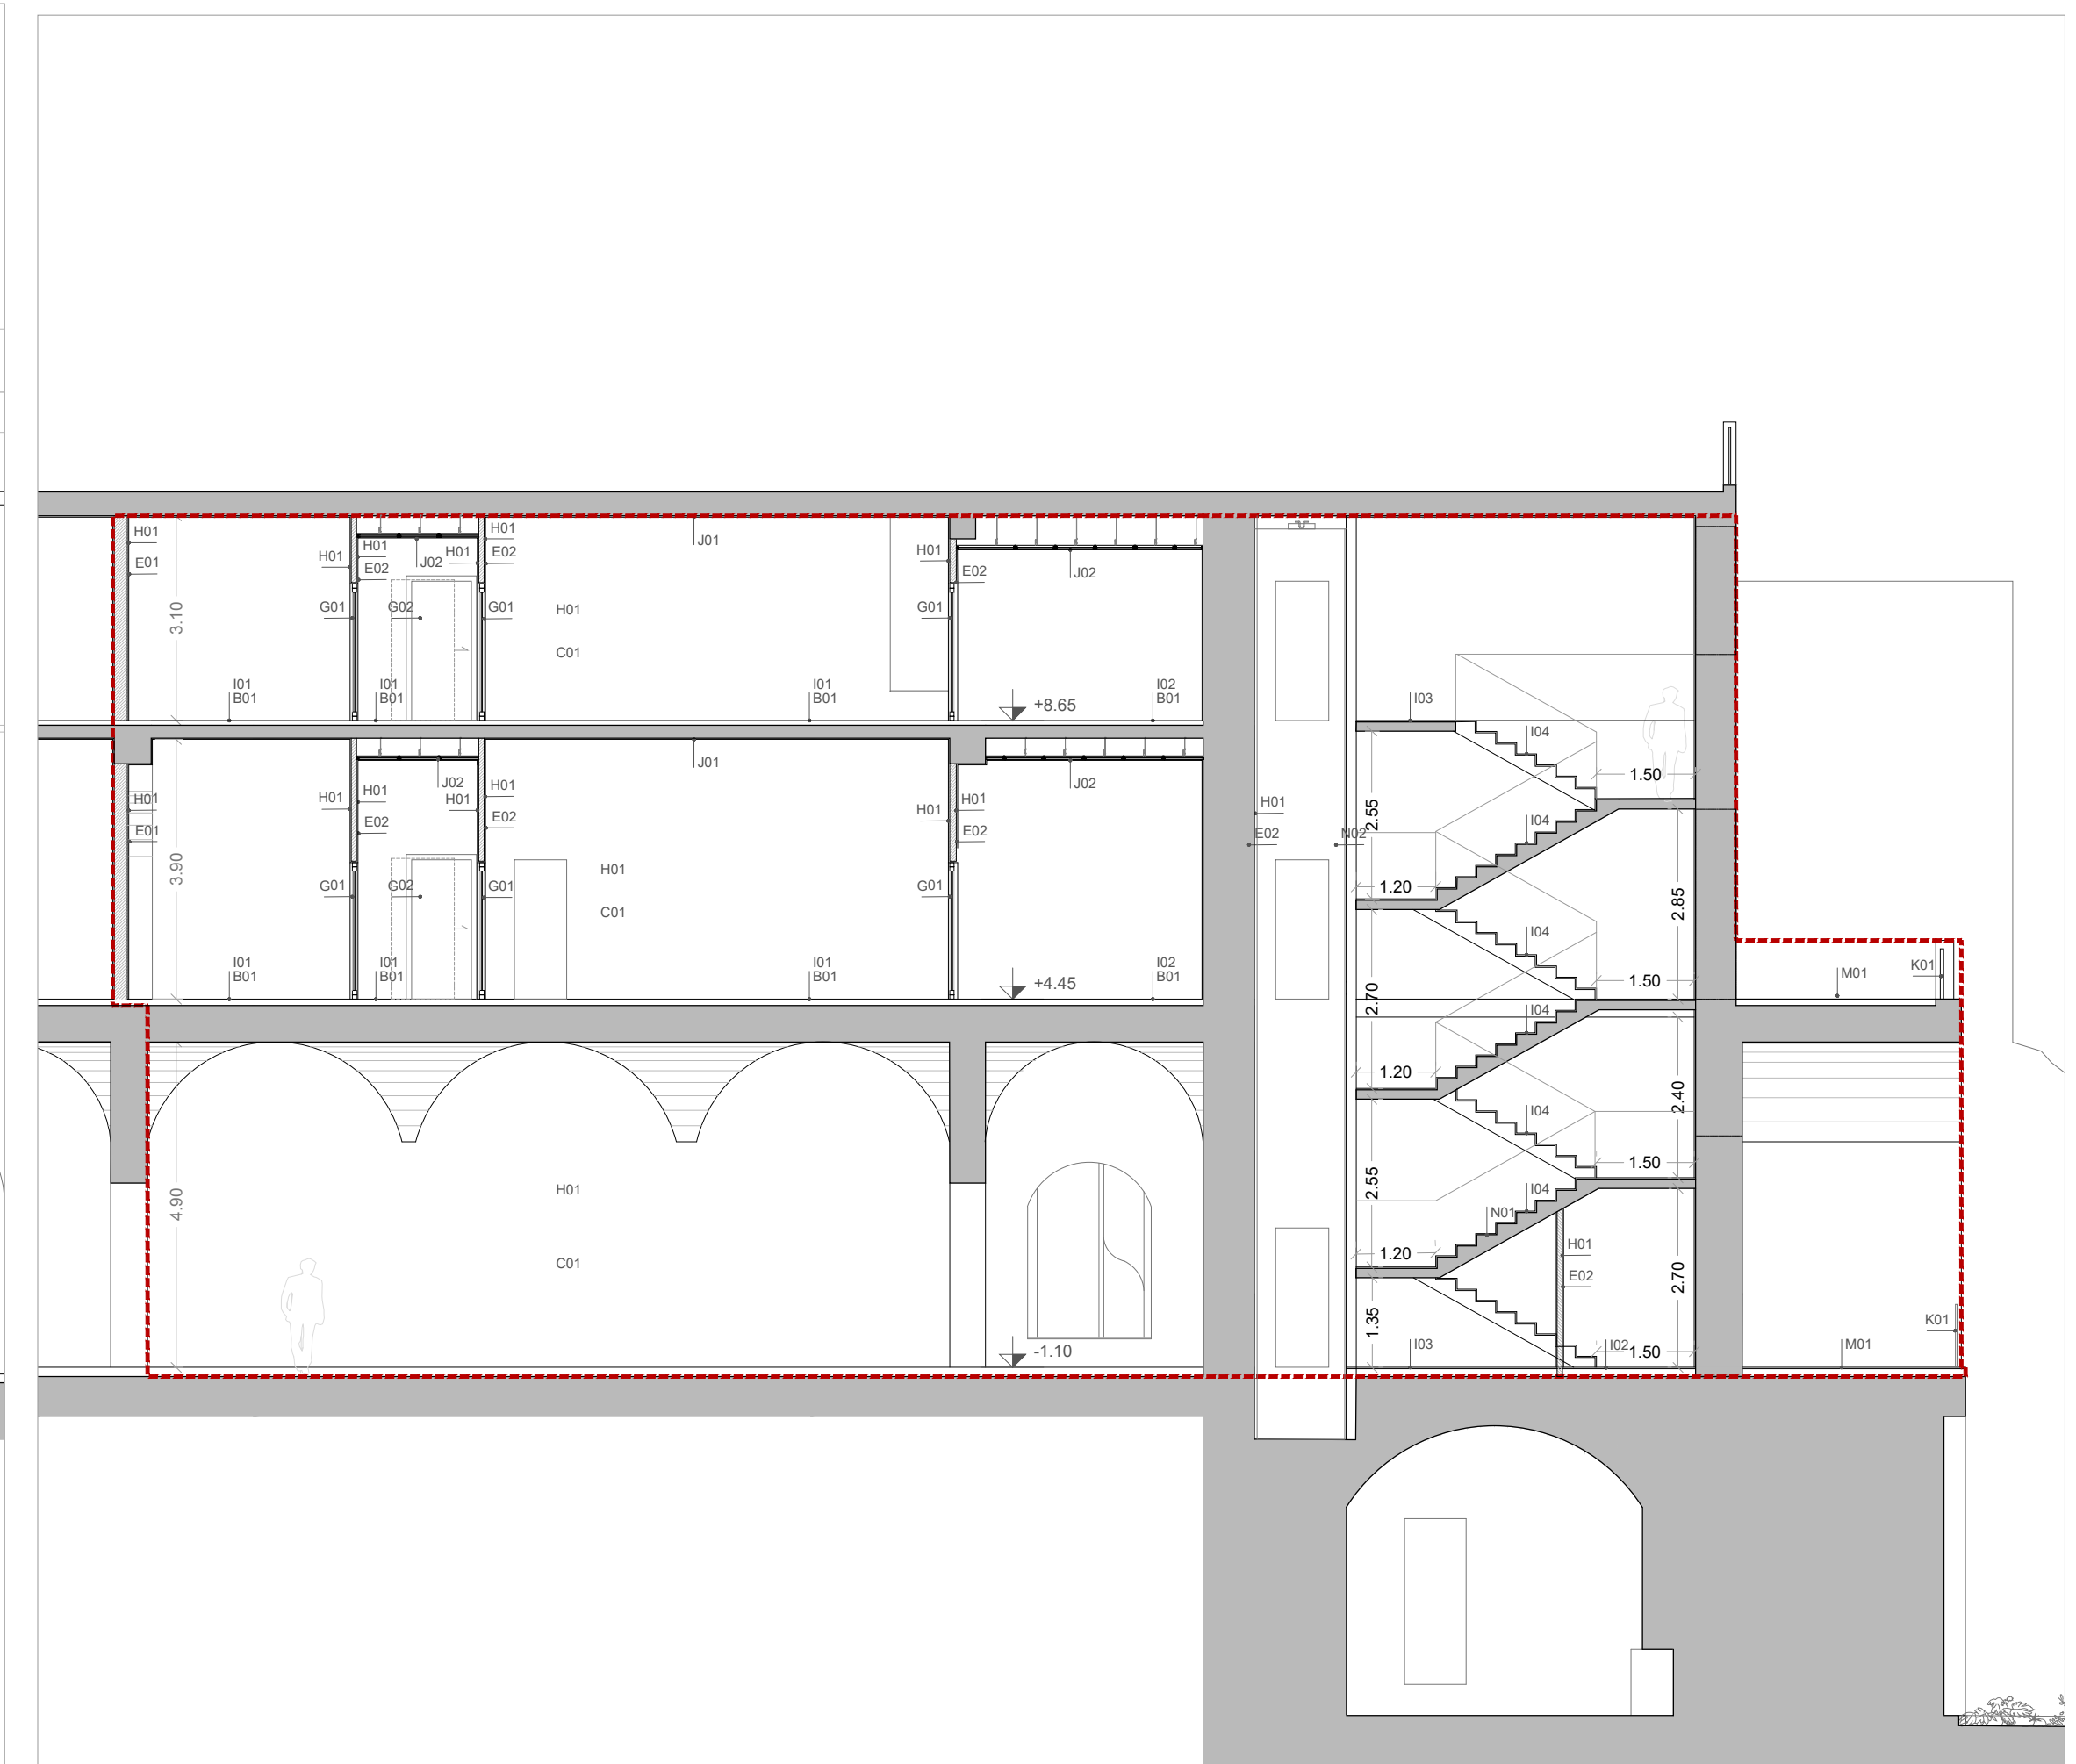 H01
H01
H01
H01
H01
H01
E01
E02
J02
E02
J01
E02
J02
G01
G02
G01
H01
G01
3.10
C01
I01
B01
I01
B01
I01
B01
I02
B01
+8.65
I03
I04
1.50
J02
J01
J02
H01
H01
H01
H01
H01
H01
H01
H01
E01
E02
E02
E02
E02
N02
2.55
I04
3.90
G01
G02
G01
H01
G01
C01
1.20
2.85
I04
I01
B01
I01
B01
I01
B01
I02
B01
+4.45
2.70
1.50
M01
K01
I04
1.20
2.40
I04
1.50
4.90
H01
2.55
I04
N01
C01
1.20
H01
E02
2.70
1.35
K01
-1.10
I03
I02
1.50
M01